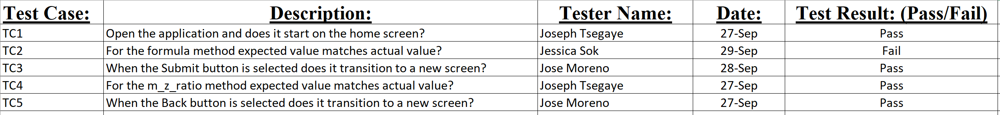 Test Case: Description: Tester Name: Date: Test Result: (Pass/Fail)
TC1 Open the application and does it start on the home screen? Joseph Tsegaye 27-Sep Pass
TC2 For the formula method expected value matches actual value? Jessica Sok 29-Sep Fail
TC3 When the Submit button is selected does it transition to a new screen? Jose Moreno 28-Sep Pass
TC4 For the m_z_ratio method expected value matches actual value? Joseph Tsegaye 27-Sep Pass
TC5 When the Back button is selected does it transition to a new screen? Jose Moreno 27-Sep Pass